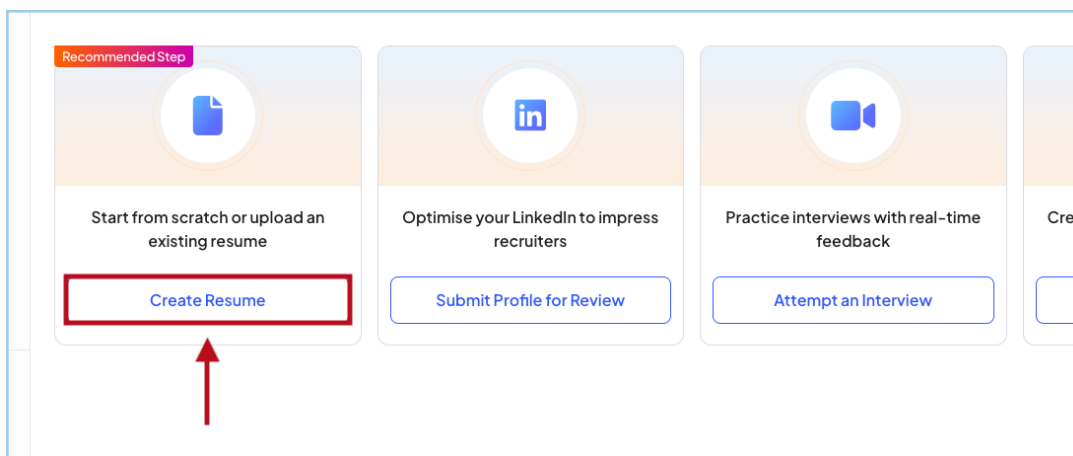 Recommended Step
Start from scratch or upload an
existing resume
Create Resume
in
Optimise your LinkedIn to impress
recruiters
Submit Profile for Review
Practice interviews with real-time
feedback
Attempt an Interview